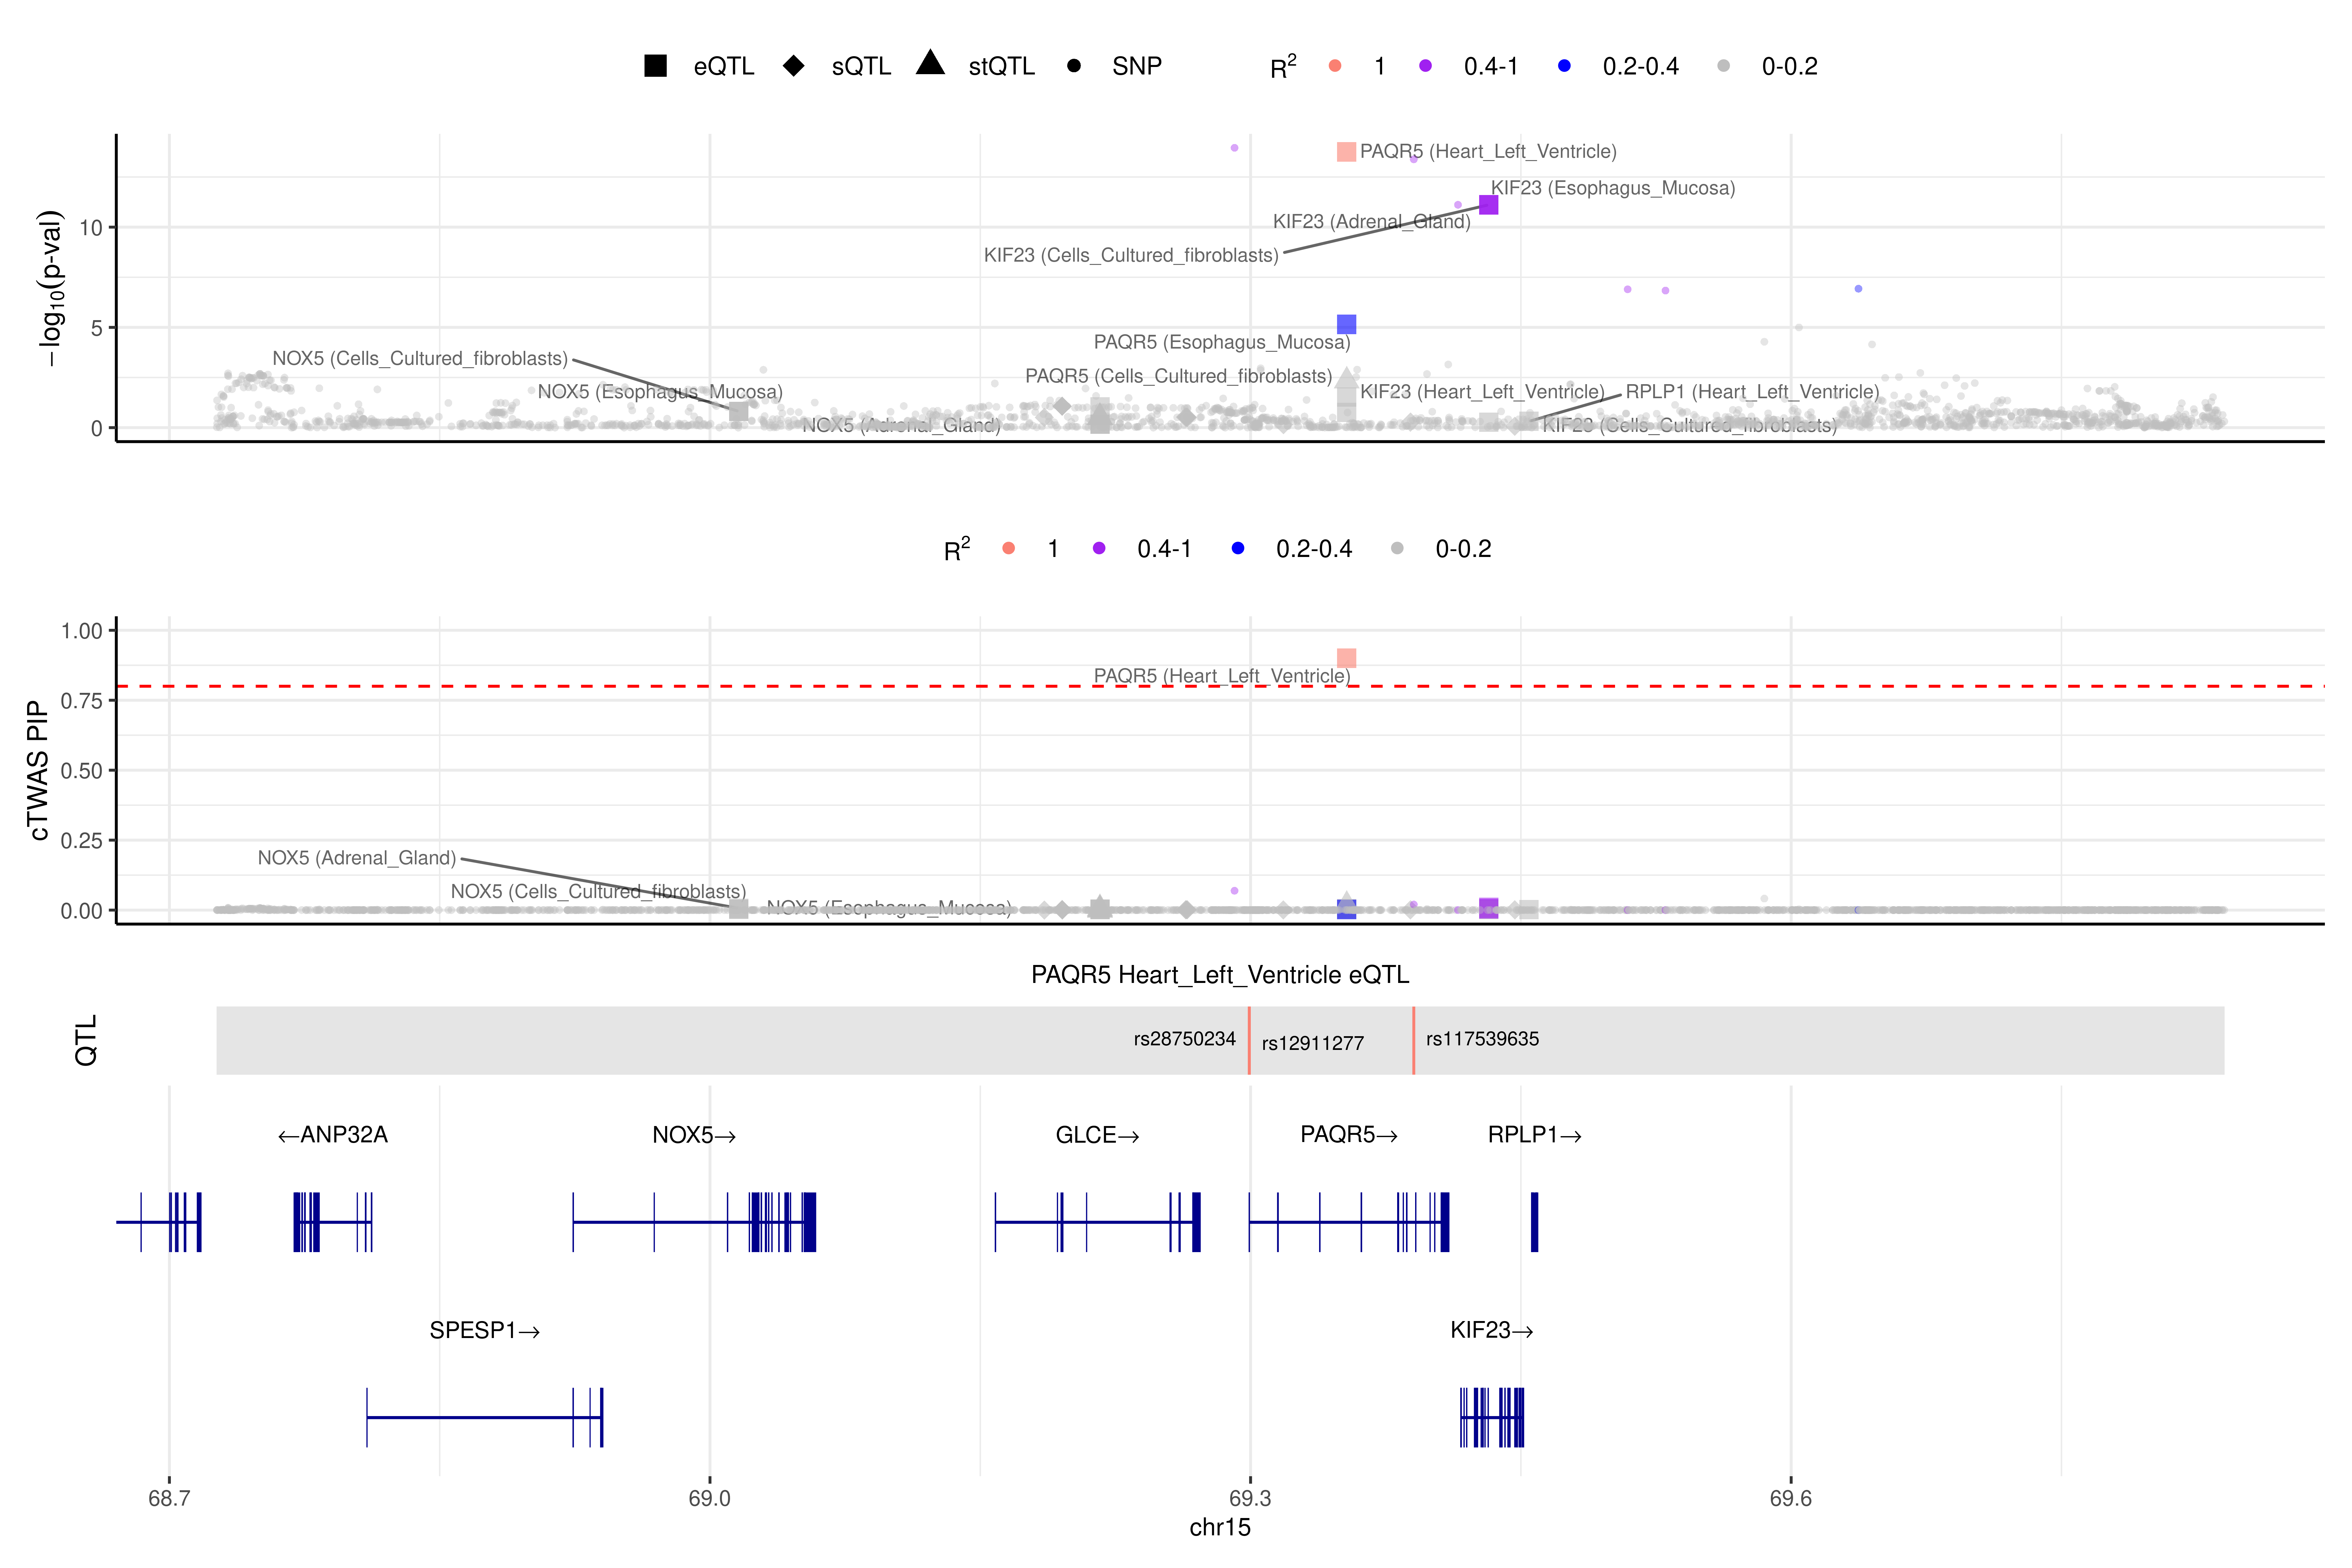 eQTL sQTL stQTL SNP R2 1 0.4-1 0.2-0.4 0-0.2
−log10(p-val)
10
5
0
PAQR5 (Heart_Left_Ventricle)
KIF23 (Esophagus_Mucosa)
KIF23 (Adrenal_Gland)
KIF23 (Cells_Cultured_fibroblasts)
PAQR5 (Esophagus_Mucosa)
NOX5 (Cells_Cultured_fibroblasts)
PAQR5 (Cells_Cultured_fibroblasts)
NOX5 (Esophagus_Mucosa)
KIF23 (Heart_Left_Ventricle)
RPLP1 (Heart_Left_Ventricle)
NOX5 (Adrenal_Gland)
KIF23 (Cells_Cultured_fibroblasts)
R2 1 0.4-1 0.2-0.4 0-0.2
cTWAS PIP
1.00
0.75
0.50
0.25
0.00
PAQR5 (Heart_Left_Ventricle)
NOX5 (Adrenal_Gland)
NOX5 (Cells_Cultured_fibroblasts)
NOX5 (Esophagus_Mucosa)
PAQR5 Heart_Left_Ventricle eQTL
QTL
rs28750234 rs12911277 rs117539635
←ANP32A NOX5→ GLCE→ PAQR5→ RPLP1→
SPESP1→ KIF23→
68.7 69.0 69.3 69.6
chr15